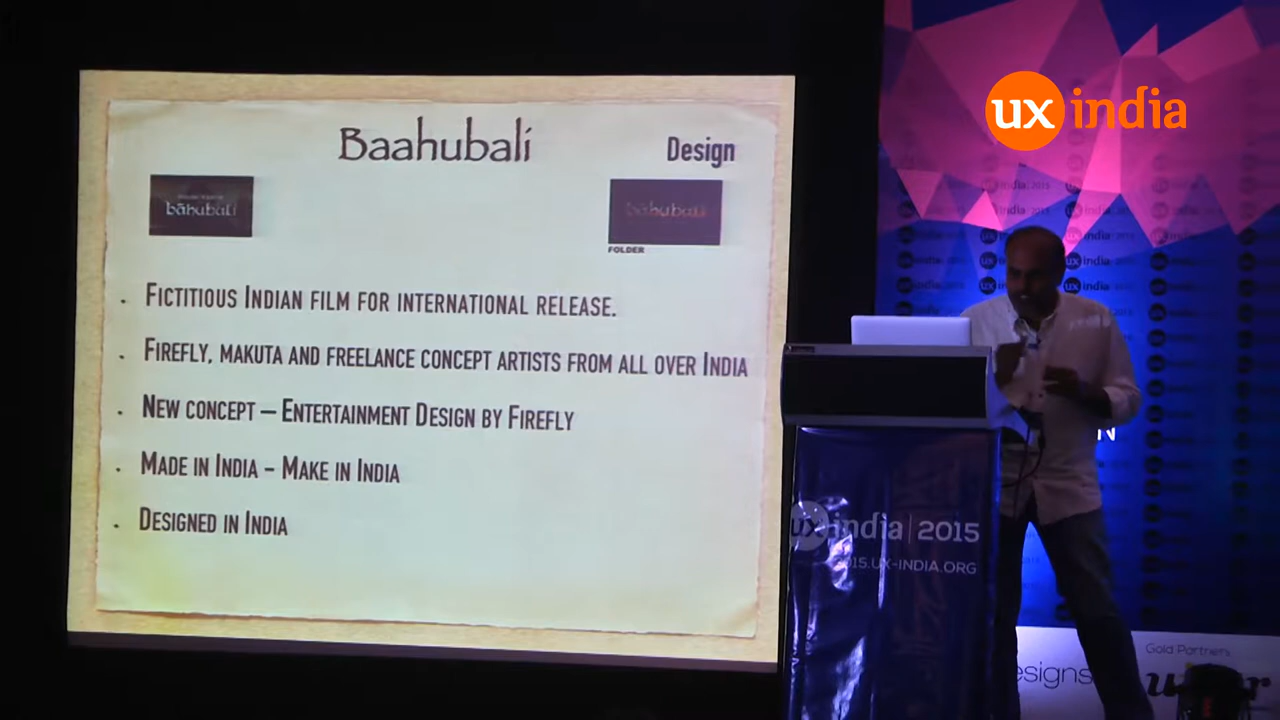 ux india
Baahubali
Design
bāhubali
bāhubali
FOLDER
. FICTITIOUS INDIAN FILM FOR INTERNATIONAL RELEASE.
. FIREFLY, MAKUTA AND FREELANCE CONCEPT ARTISTS FROM ALL OVER INDIA
. NEW CONCEPT – ENTERTAINMENT DESIGN BY FIREFLY
. MADE IN INDIA - MAKE IN INDIA
. DESIGNED IN INDIA
ux india | 2015
2015.UX-INDIA.ORG
Gold Partners
esigns